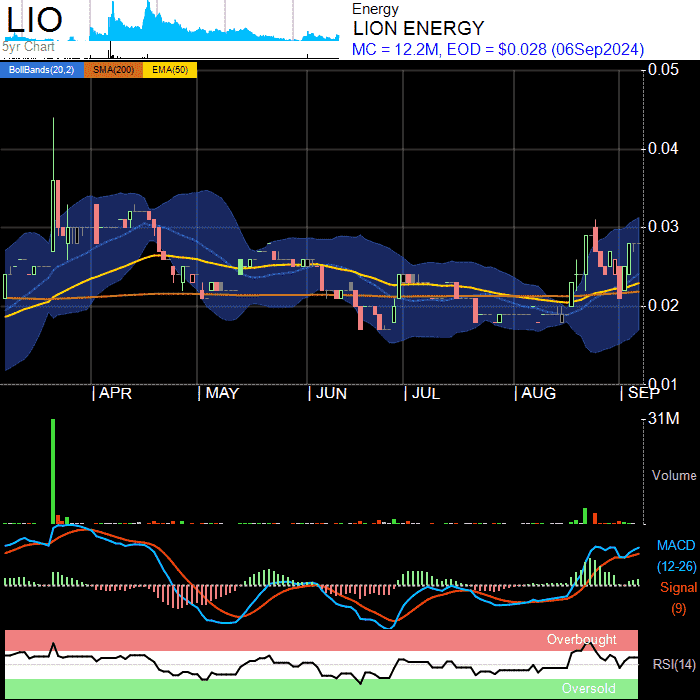 LIO
5yr Chart
Energy
LION ENERGY
MC = 12.2M, EOD = $0.028 (06Sep2024)
BollBands(20,2) SMA(200) EMA(50)
0.05
0.04
0.03
0.02
0.01
| APR | MAY | JUN | JUL | AUG | SEP
31M
Volume
MACD
(12-26)
Signal
(9)
Overbought
RSI(14)
Oversold